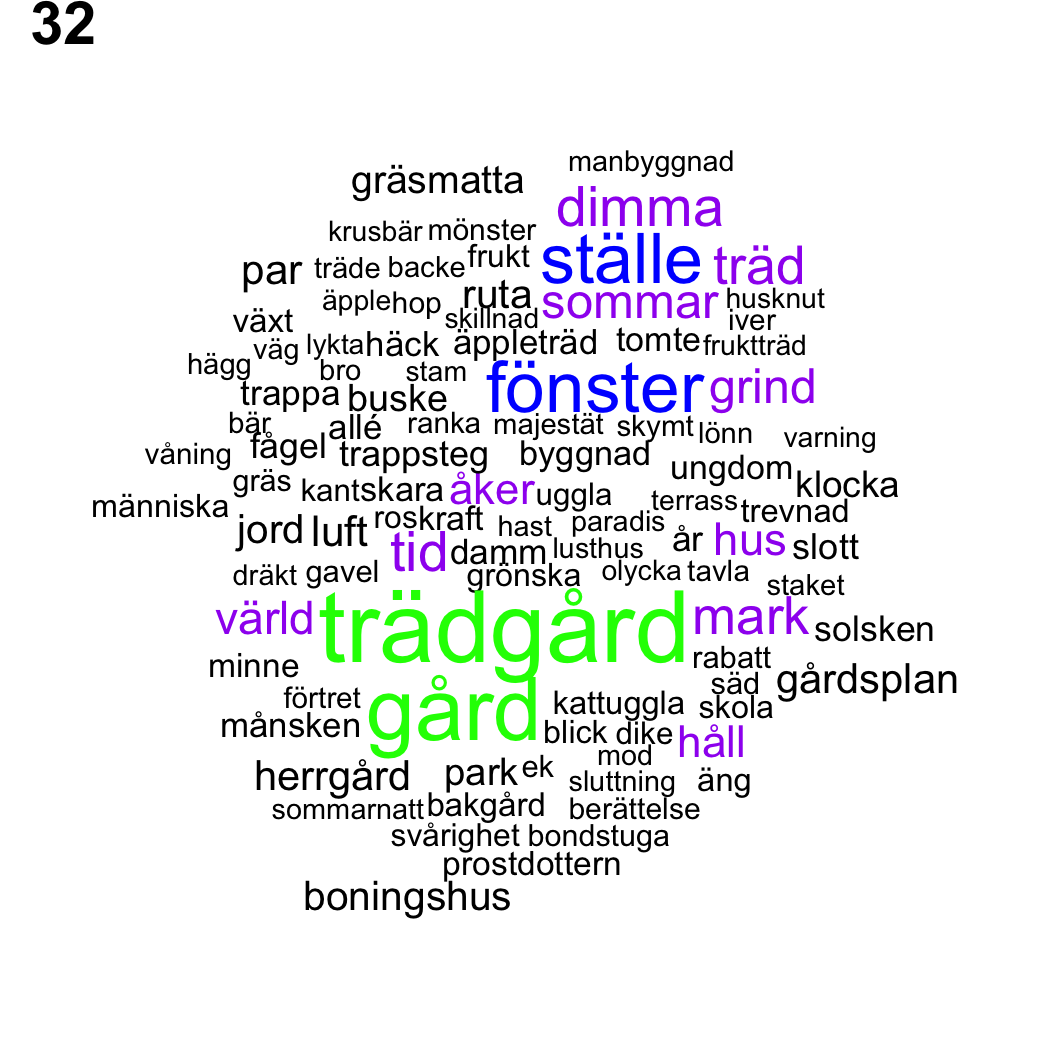 32
manbyggnad
gräsmatta
dimma
krusbär mönster
frukt ställe träd
par träde backe
äpple hop ruta sommar husknut
växt skillnad iver
väg lykta häck äppleträd tomte fruktträd
hägg bro stam fönster grind
trappa buske
bär allé ranka majestät skymt lönn varning
våning fågel trappsteg byggnad
ungdom klocka
gräs kant skara åker uggla terrass
människa roskraft paradis trevnad
jord luft hast år hus slott
tid damm lusthus
dräkt gavel grönska olycka tavla staket
värld trädgård mark solsken
minne rabatt
förtret säd gårdsplan
månsken gård kattuggla skola
blick dike håll
mod
herrgård park ek sluttning äng
sommarnatt bakgård berättelse
svårighet bondstuga
prostdottern
boningshus